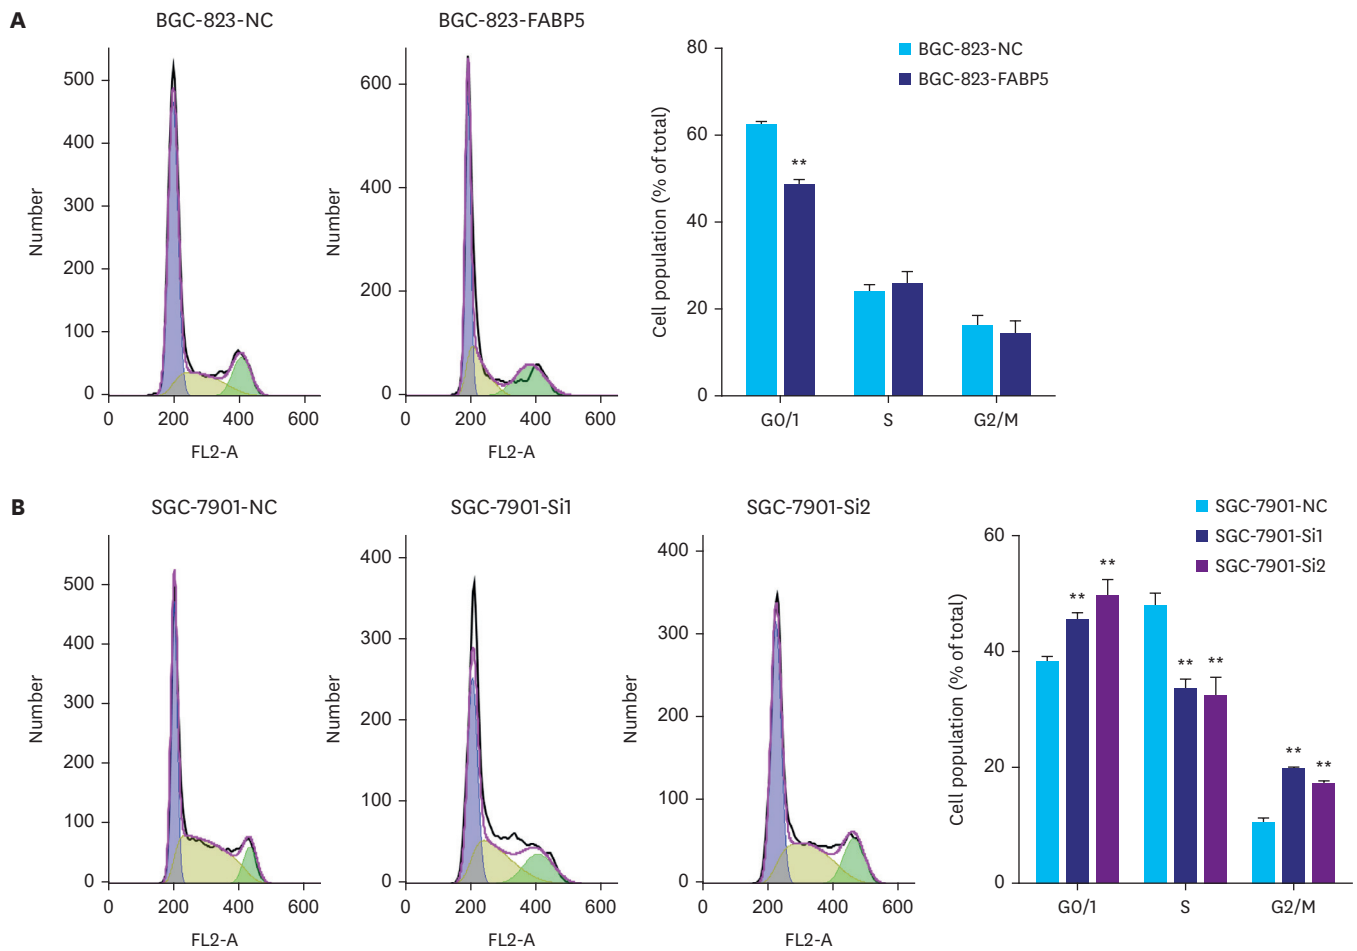 A
BGC-823-NC
Number
500
400
300
200
100
0
0 200 400 600
FL2-A
BGC-823-FABP5
Number
600
400
200
0
0 200 400 600
FL2-A
BGC-823-NC
BGC-823-FABP5
Cell population (% of total)
80
60
40
20
0
**
G0/1 S G2/M
B
SGC-7901-NC
Number
500
400
300
200
100
0
0 200 400 600
FL2-A
SGC-7901-Si1
Number
400
300
200
100
0
0 200 400 600
FL2-A
SGC-7901-Si2
Number
400
300
200
100
0
0 200 400 600
FL2-A
SGC-7901-NC
SGC-7901-Si1
SGC-7901-Si2
Cell population (% of total)
60
40
20
0
** **
** **
** **
G0/1 S G2/M